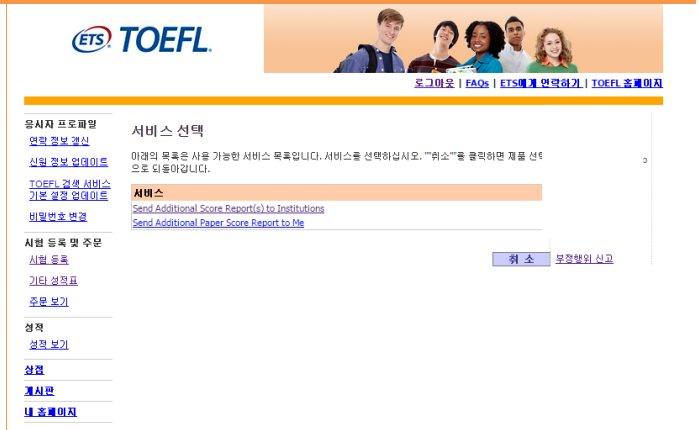 ETS TOEFL.
로그아웃 | FAQs | ETS에게 연락하기 | TOEFL 홈페이지
응시자 프로파일
연락 정보 갱신
신원 정보 업데이트
TOEFL 검색 서비스
기본 설정 업데이트
비밀번호 변경
시험 등록 및 주문
시험 등록
기타 성적표
주문 보기
성적
성적 보기
상점
게시판
내 홈페이지
서비스 선택
아래의 목록은 사용 가능한 서비스 목록입니다. 서비스를 선택하십시오. ""취소""를 클릭하면 제품 선
으로 되돌아갑니다.
서비스
Send Additional Score Report(s) to Institutions
Send Additional Paper Score Report to Me
취 소 부정행위 신고